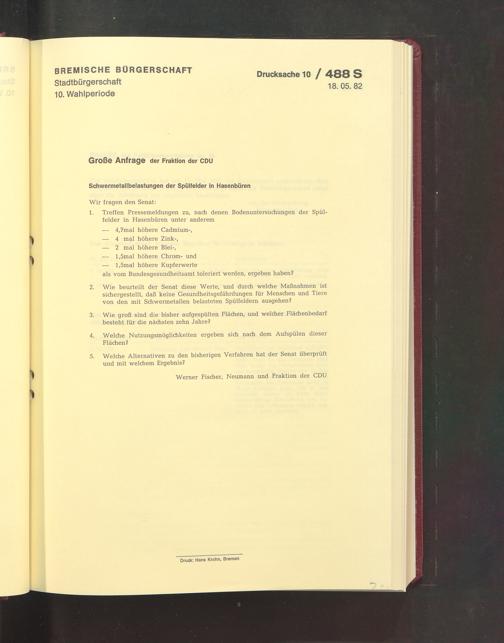 BREMISCHE BÜRGERSCHAFT
Stadtbürgerschaft
10. Wahlperiode
Drucksache 10 / 488 S
18. 05. 82
Große Anfrage der Fraktion der CDU
Schwermetallbelastungen der Spülfelder in Hasenbüren
Wir fragen den Senat:
1. Treffen Pressemeldungen zu, nach denen Bodenuntersuchungen der Spül-
felder in Hasenbüren unter anderem
— 4,7mal höhere Cadmium-,
— 4 mal höhere Zink-,
— 2 mal höhere Blei-,
— 1,5mal höhere Chrom- und
— 1,5mal höhere Kupferwerte
als vom Bundesgesundheitsamt toleriert werden, ergeben haben?
2. Wie beurteilt der Senat diese Werte, und durch welche Maßnahmen ist
sichergestellt, daß keine Gesundheitsgefährdungen für Menschen und Tiere
von den mit Schwermetallen belasteten Spülfeldern ausgehen?
3. Wie groß sind die bisher aufgespülten Flächen, und welcher Flächenbedarf
besteht für die nächsten zehn Jahre?
4. Welche Nutzungsmöglichkeiten ergeben sich nach dem Aufspülen dieser
Flächen?
5. Welche Alternativen zu den bisherigen Verfahren hat der Senat überprüft
und mit welchem Ergebnis?
Werner Fischer, Neumann und Fraktion der CDU
Druck: Hans Krohn, Bremen